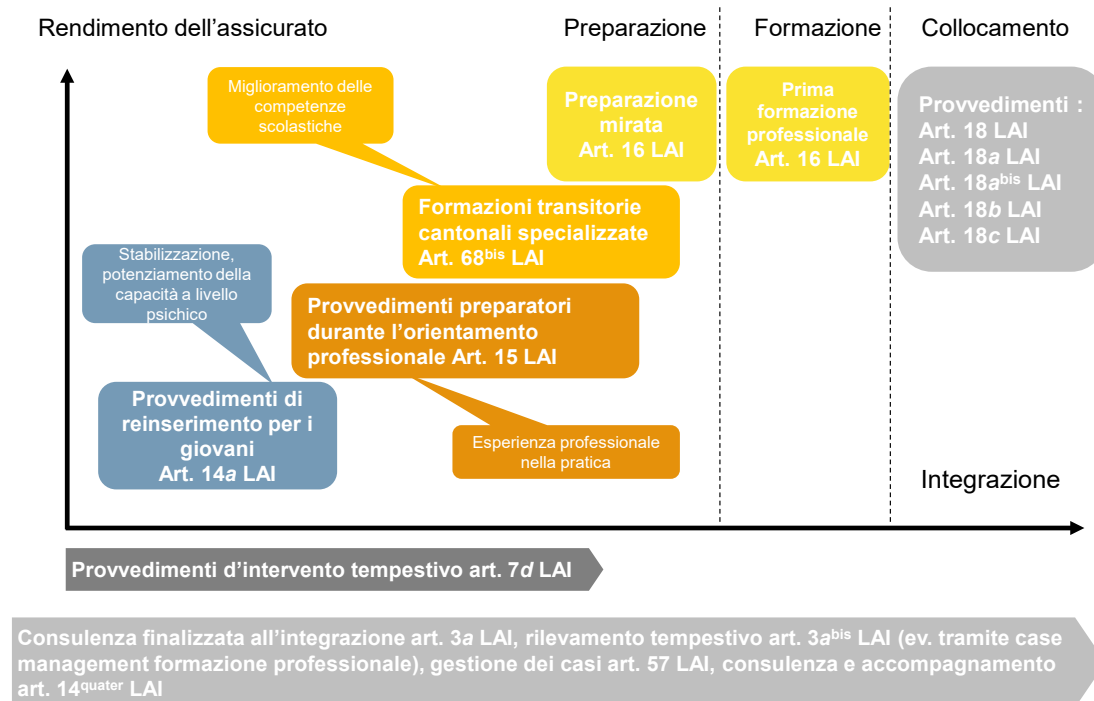 Rendimento dell’assicurato
Preparazione
Formazione
Collocamento
Miglioramento delle
competenze
scolastiche
Preparazione
mirata
Art. 16 LAI
Prima
formazione
professionale
Art. 16 LAI
Provvedimenti :
Art. 18 LAI
Art. 18a LAI
Art. 18aᵇⁱˢ LAI
Art. 18b LAI
Art. 18c LAI
Formazioni transitorie
cantonali specializzate
Art. 68ᵇⁱˢ LAI
Stabilizzazione,
potenziamento della
capacità a livello
psichico
Provvedimenti preparatori
durante l’orientamento
professionale Art. 15 LAI
Provvedimenti di
reinserimento per i
giovani
Art. 14a LAI
Esperienza professionale
nella pratica
Integrazione
Provvedimenti d’intervento tempestivo art. 7d LAI
Consulenza finalizzata all’integrazione art. 3a LAI, rilevamento tempestivo art. 3aᵇⁱˢ LAI (ev. tramite case
management formazione professionale), gestione dei casi art. 57 LAI, consulenza e accompagnamento
art. 14quater LAI